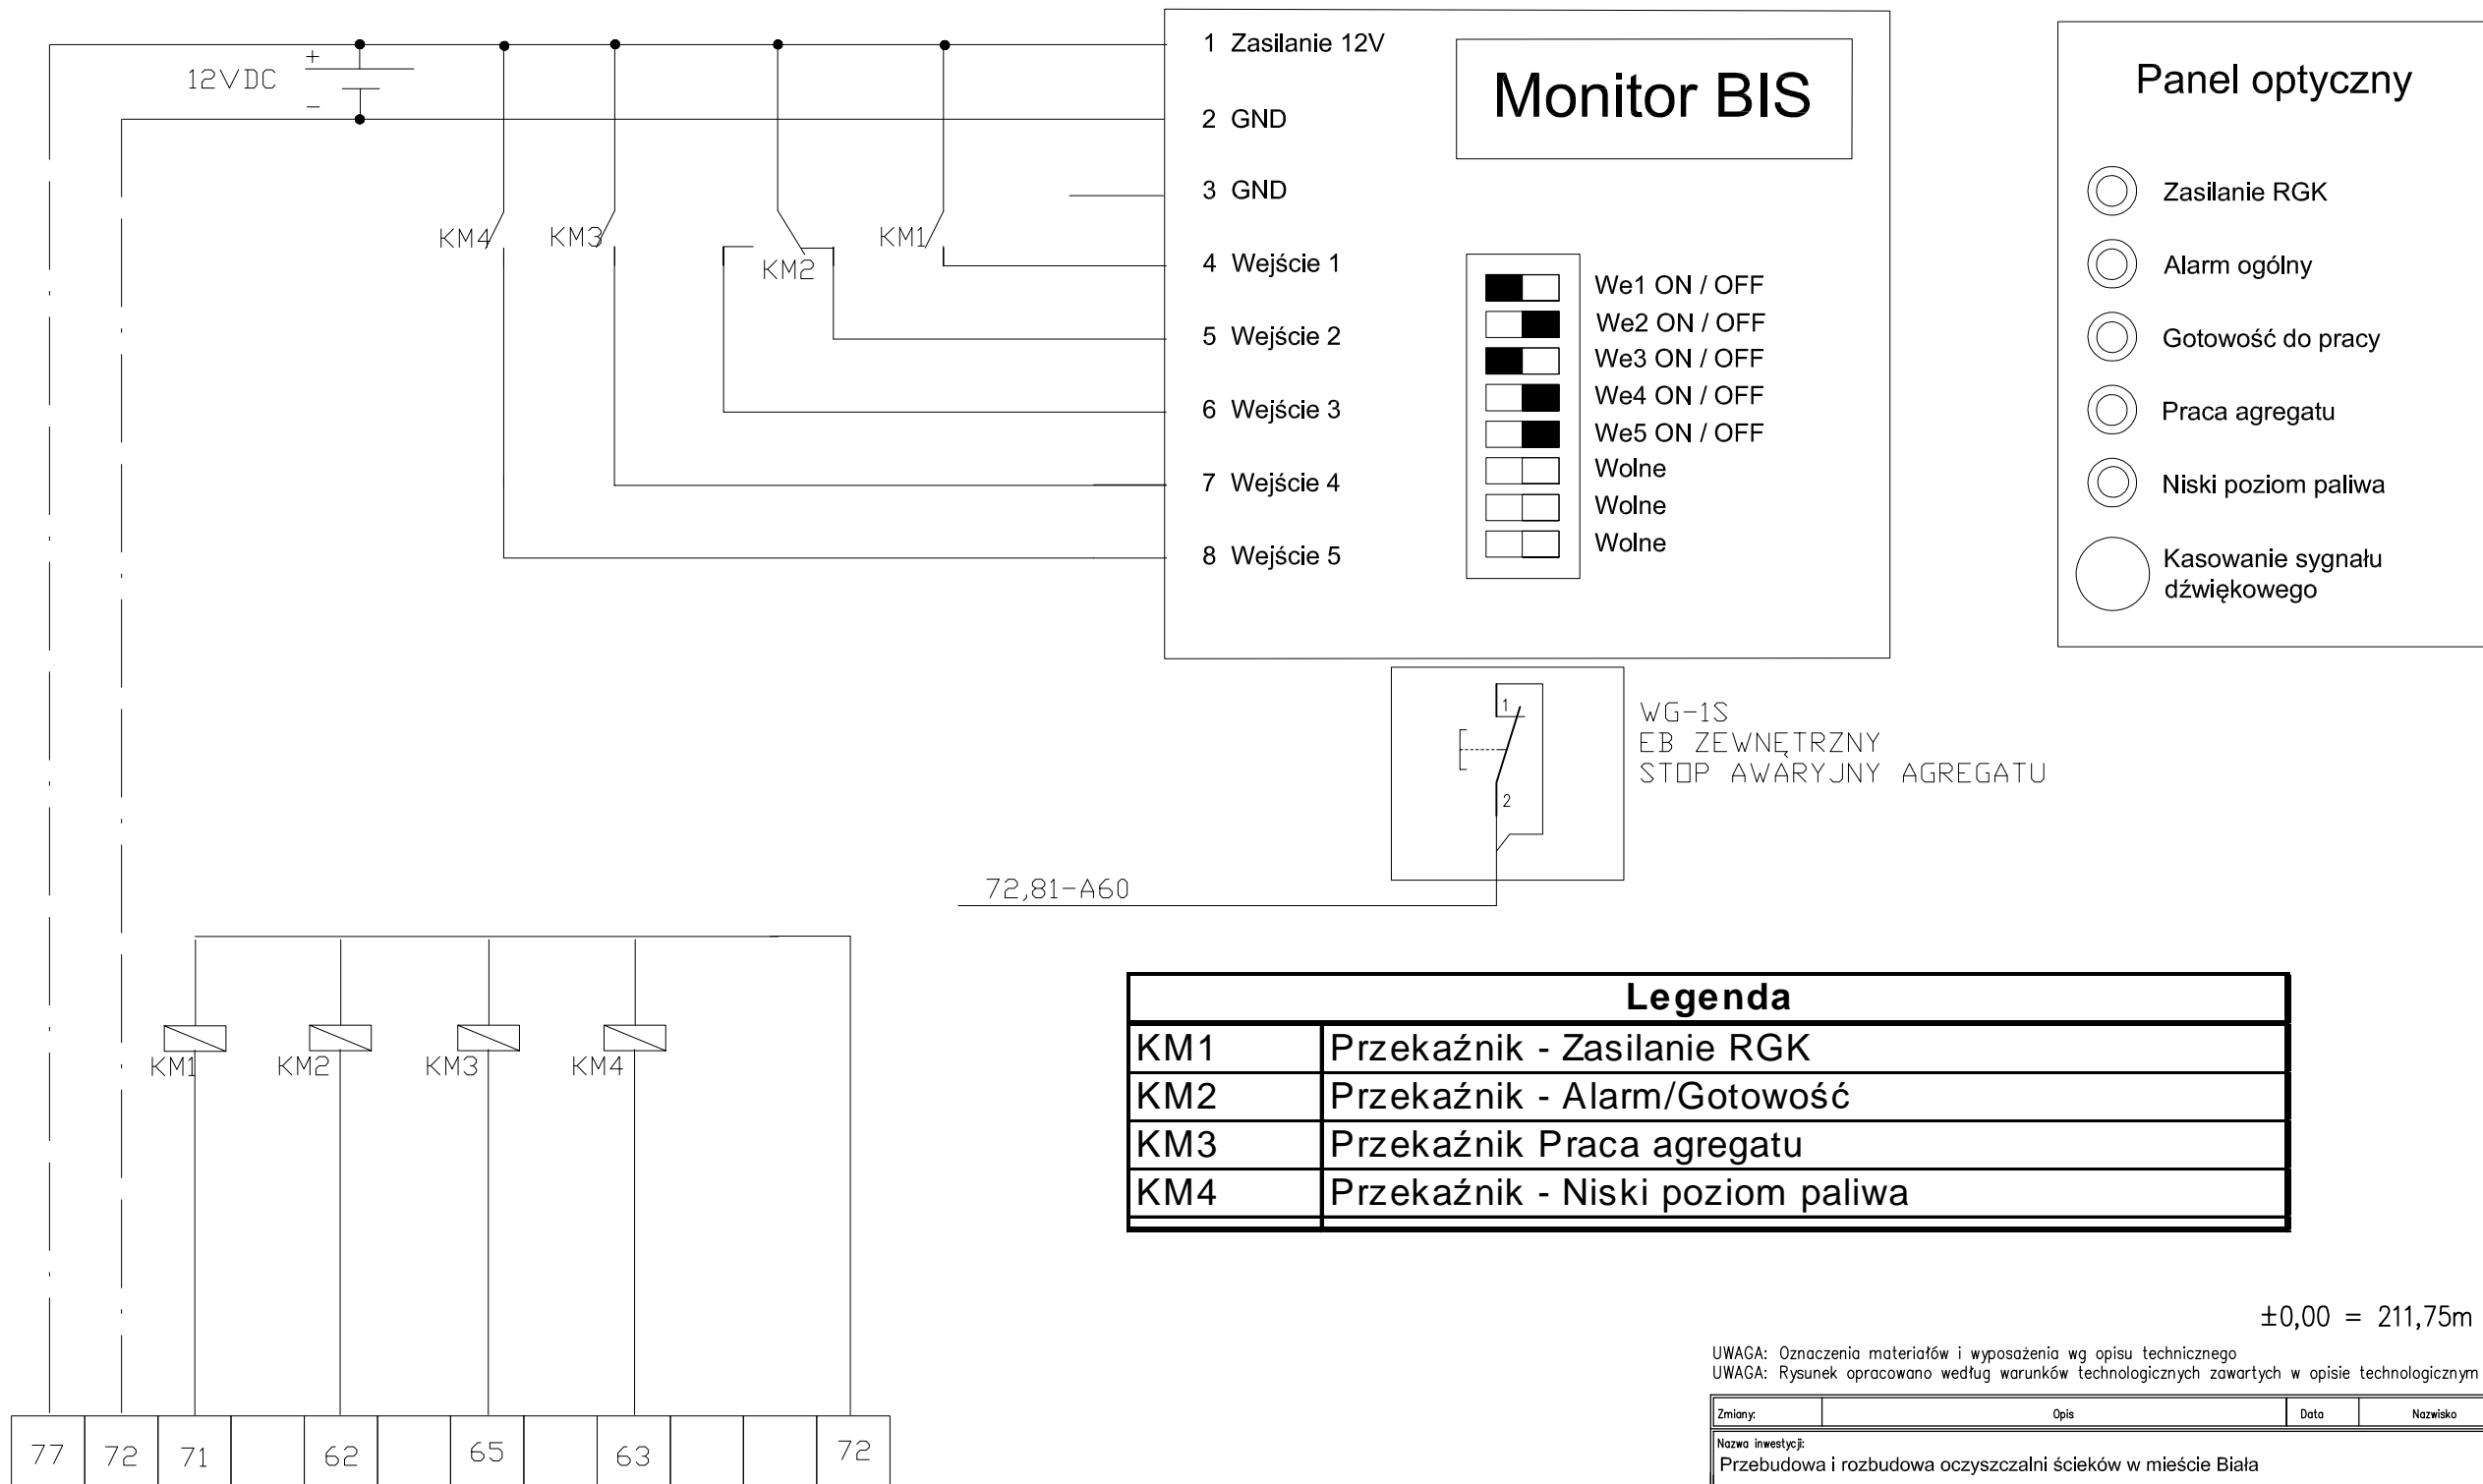 12VDC
+
-
KM4
KM3
KM2
KM1
1 Zasilanie 12V
2 GND
3 GND
4 Wejście 1
5 Wejście 2
6 Wejście 3
7 Wejście 4
8 Wejście 5
Monitor BIS
We1 ON / OFF
We2 ON / OFF
We3 ON / OFF
We4 ON / OFF
We5 ON / OFF
Wolne
Wolne
Wolne
Panel optyczny
Zasilanie RGK
Alarm ogólny
Gotowość do pracy
Praca agregatu
Niski poziom paliwa
Kasowanie sygnału
dźwiękowego
1
2
WG-1S
EB ZEWNĘTRZNY
STOP AWARYJNY AGREGATU
72,81-A60
KM1
KM2
KM3
KM4
Legenda
KM1 Przekaźnik - Zasilanie RGK
KM2 Przekaźnik - Alarm/Gotowość
KM3 Przekaźnik Praca agregatu
KM4 Przekaźnik - Niski poziom paliwa
±0,00 = 211,75m
UWAGA: Oznaczenia materiałów i wyposażenia wg opisu technicznego
UWAGA: Rysunek opracowano według warunków technologicznych zawartych w opisie technologicznym
Zmiany: Opis Data Nazwisko
Nazwa inwestycji:
Przebudowa i rozbudowa oczyszczalni ścieków w mieście Biała
77 72 71 62 65 63 72